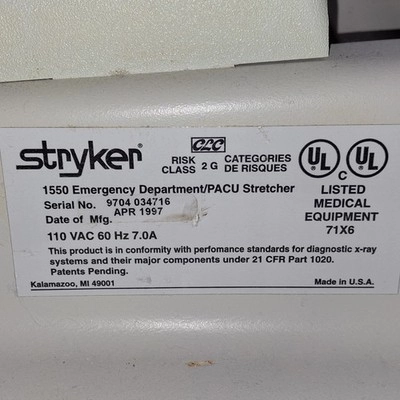 stryker
CLC
RISK CLASS 2 G CATEGORIES DE RISQUES
UL C UL
LISTED
MEDICAL
EQUIPMENT
71X6
1550 Emergency Department/PACU Stretcher
Serial No. 9704 034716
Date of Mfg. APR 1997
110 VAC 60 Hz 7.0A
This product is in conformity with perfomance standards for diagnostic x-ray
systems and their major components under 21 CFR Part 1020.
Patents Pending.
Kalamazoo, MI 49001
Made in U.S.A.